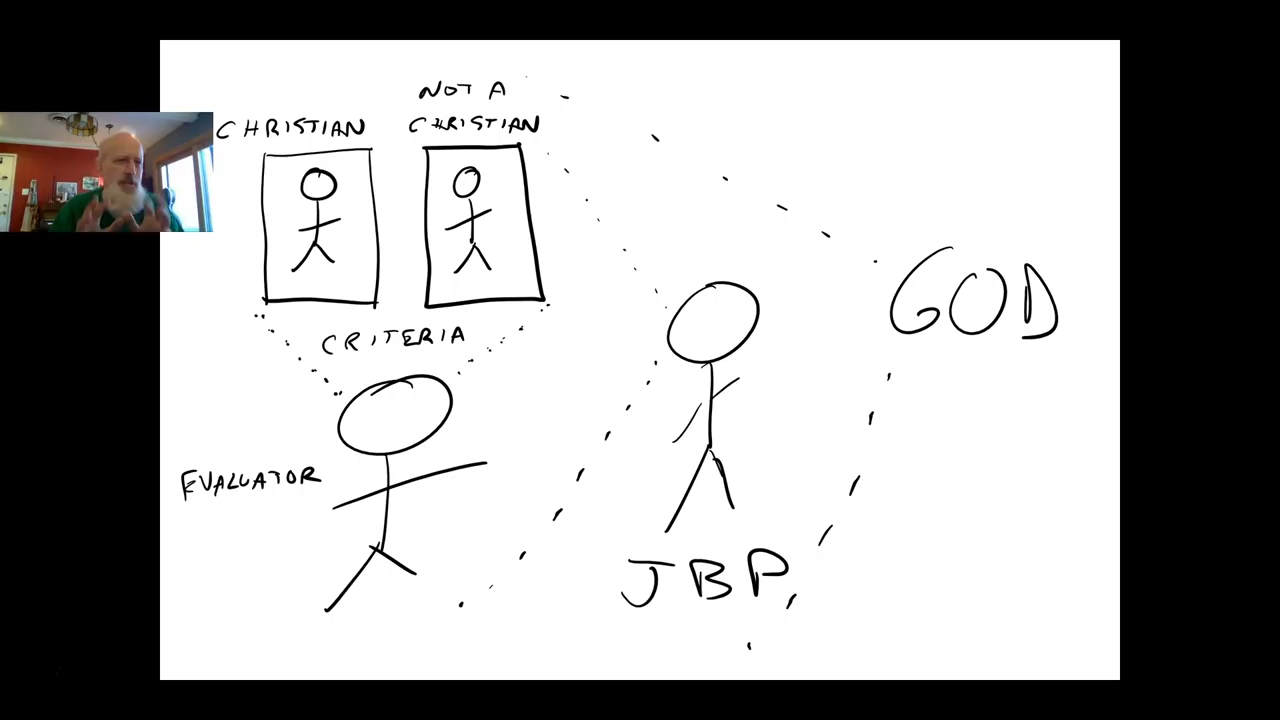 NOT A
CHRISTIAN CHRISTIAN
CRITERIA
EVALUATOR
GOD
JBP